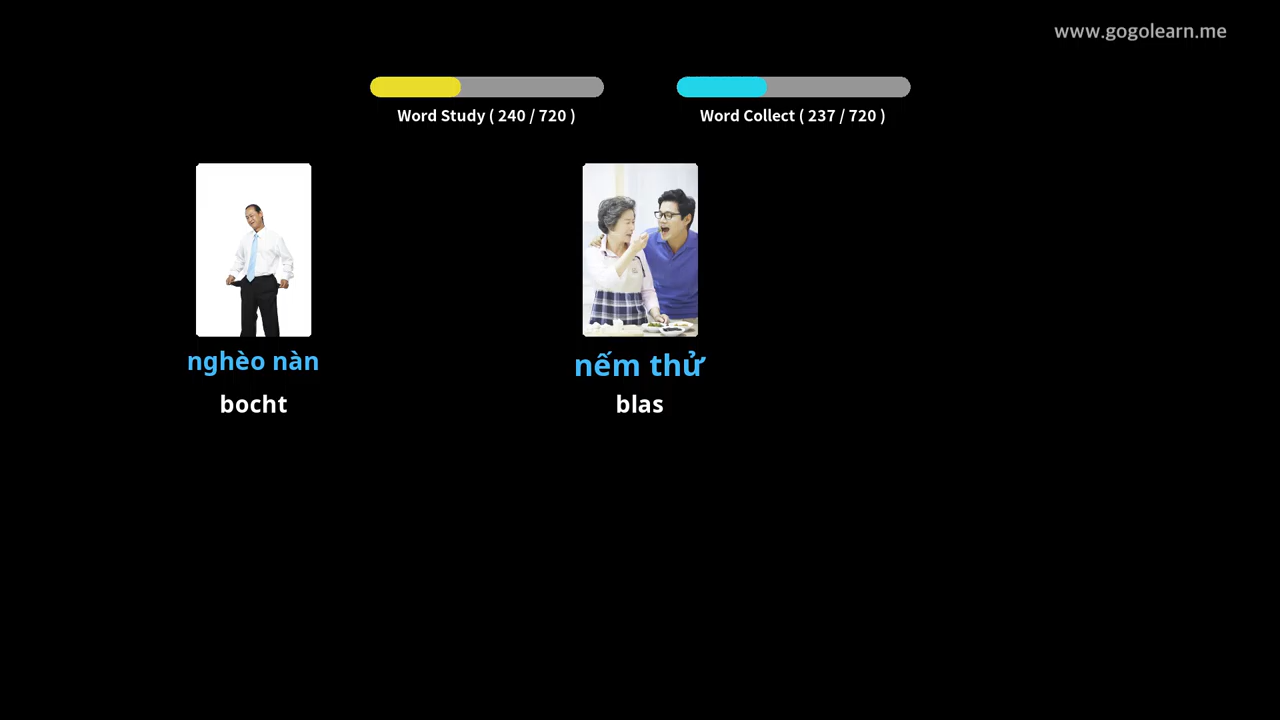 www.gogolearn.me
Word Study ( 240 / 720 )
Word Collect ( 237 / 720 )
nghèo nàn
bocht
nếm thử
blas